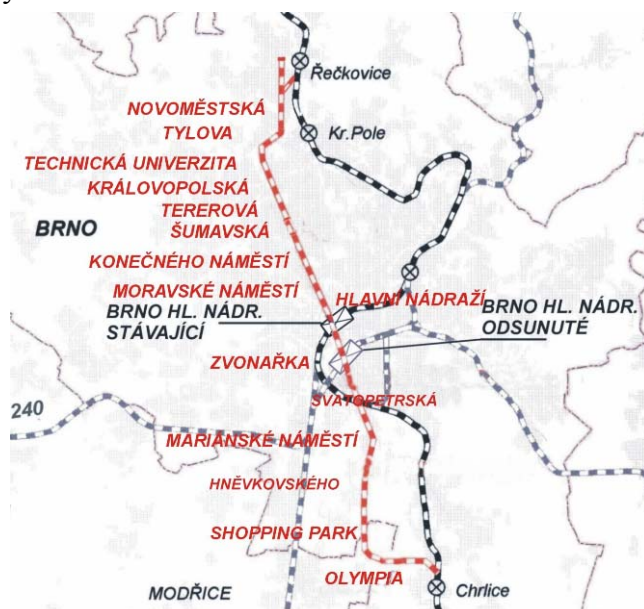 Řečkovice
NOVOMĚSTSKÁ
TYLOVA
Kr. Pole
TECHNICKÁ UNIVERZITA
KRÁLOVOPOLSKÁ
TEREROVÁ
ŠUMAVSKÁ
BRNO
KONEČNÉHO NÁMĚSTÍ
MORAVSKÉ NÁMĚSTÍ
HLAVNÍ NÁDRAŽÍ
BRNO HL. NÁDR.
STÁVAJÍCÍ
BRNO HL. NÁDR.
ODSUNUTÉ
ZVONAŘKA
SVATOPETRSKÁ
240
MARIÁNSKÉ NÁMĚSTÍ
HNĚVKOVSKÉHO
SHOPPING PARK
OLYMPIA
MODŘICE
Chrlice